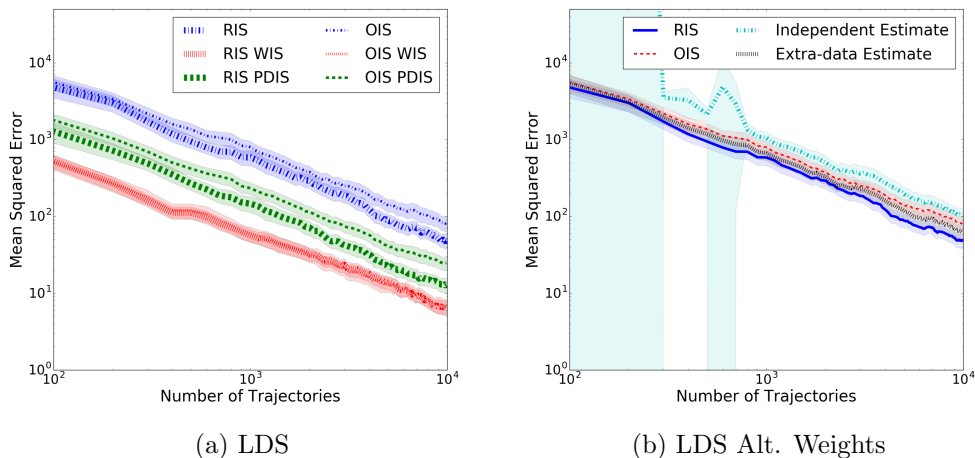 RIS OIS
RIS WIS OIS WIS
RIS PDIS OIS PDIS
10^4
10^3
10^2
10^1
10^0
Mean Squared Error
10^2 10^3 10^4
Number of Trajectories
(a) LDS
RIS Independent Estimate
OIS Extra-data Estimate
10^4
10^3
10^2
10^1
10^0
Mean Squared Error
10^2 10^3 10^4
Number of Trajectories
(b) LDS Alt. Weights